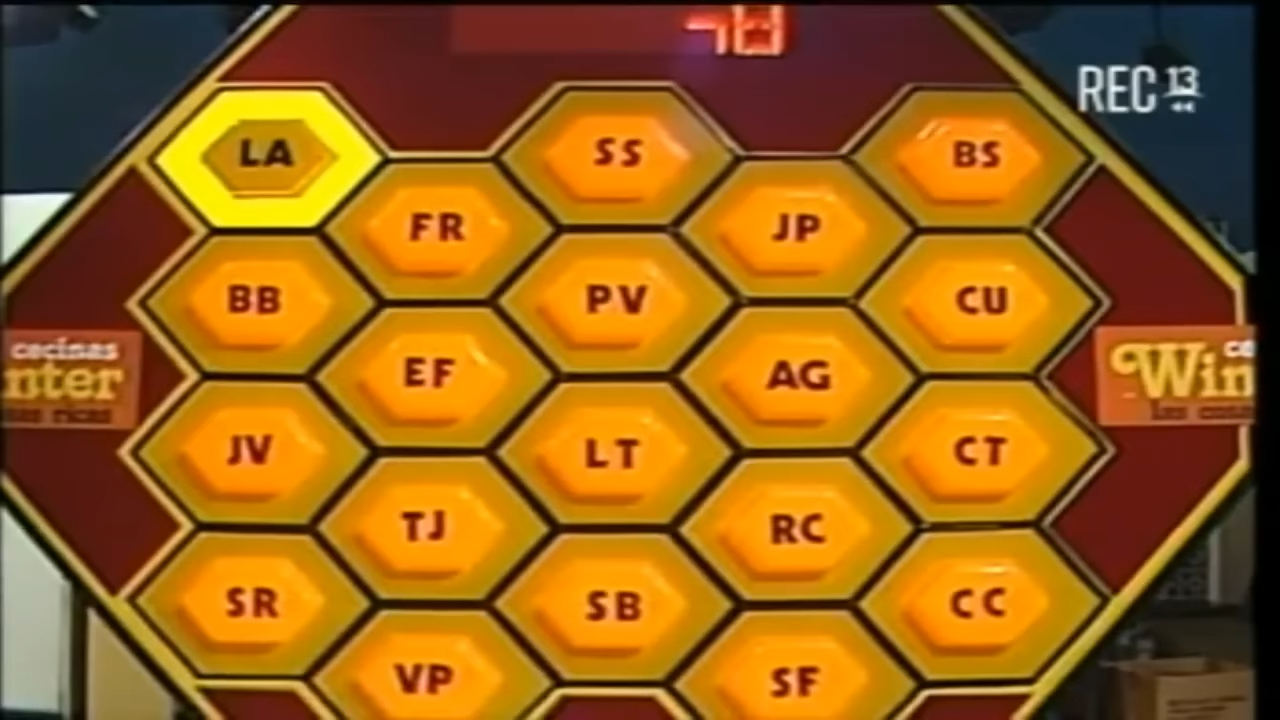 78
REC 13
LA SS BS
FR JP
BB PV CU
EF AG
cecinas
nter
Win
JV LT CT
TJ RC
SR SB CC
VP SF